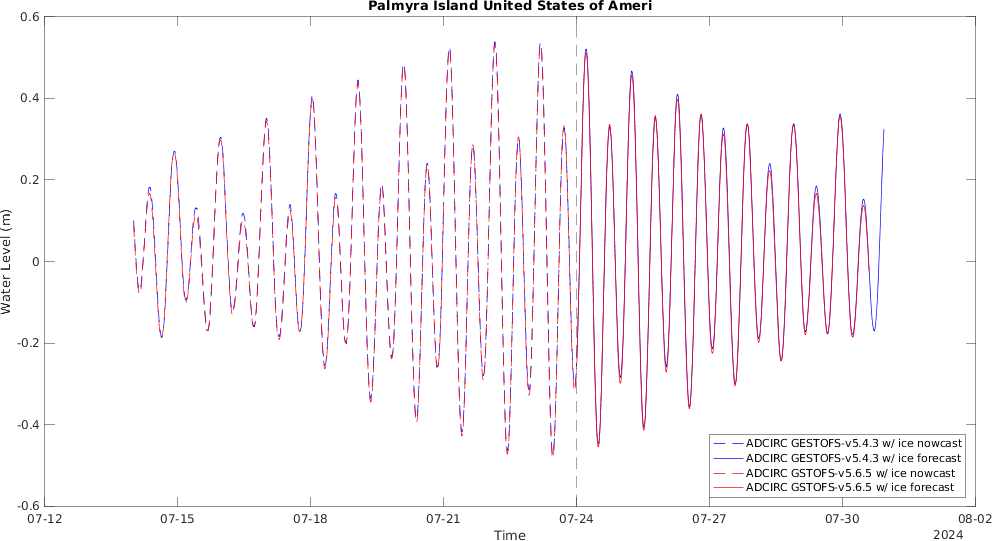 Palmyra Island United States of Ameri
0.6
0.4
0.2
0
-0.2
-0.4
-0.6
Water Level (m)
07-12
07-15
07-18
07-21
07-24
07-27
07-30
08-02
Time
2024
ADCIRC GESTOFS-v5.4.3 w/ ice nowcast
ADCIRC GESTOFS-v5.4.3 w/ ice forecast
ADCIRC GSTOFS-v5.6.5 w/ ice nowcast
ADCIRC GSTOFS-v5.6.5 w/ ice forecast